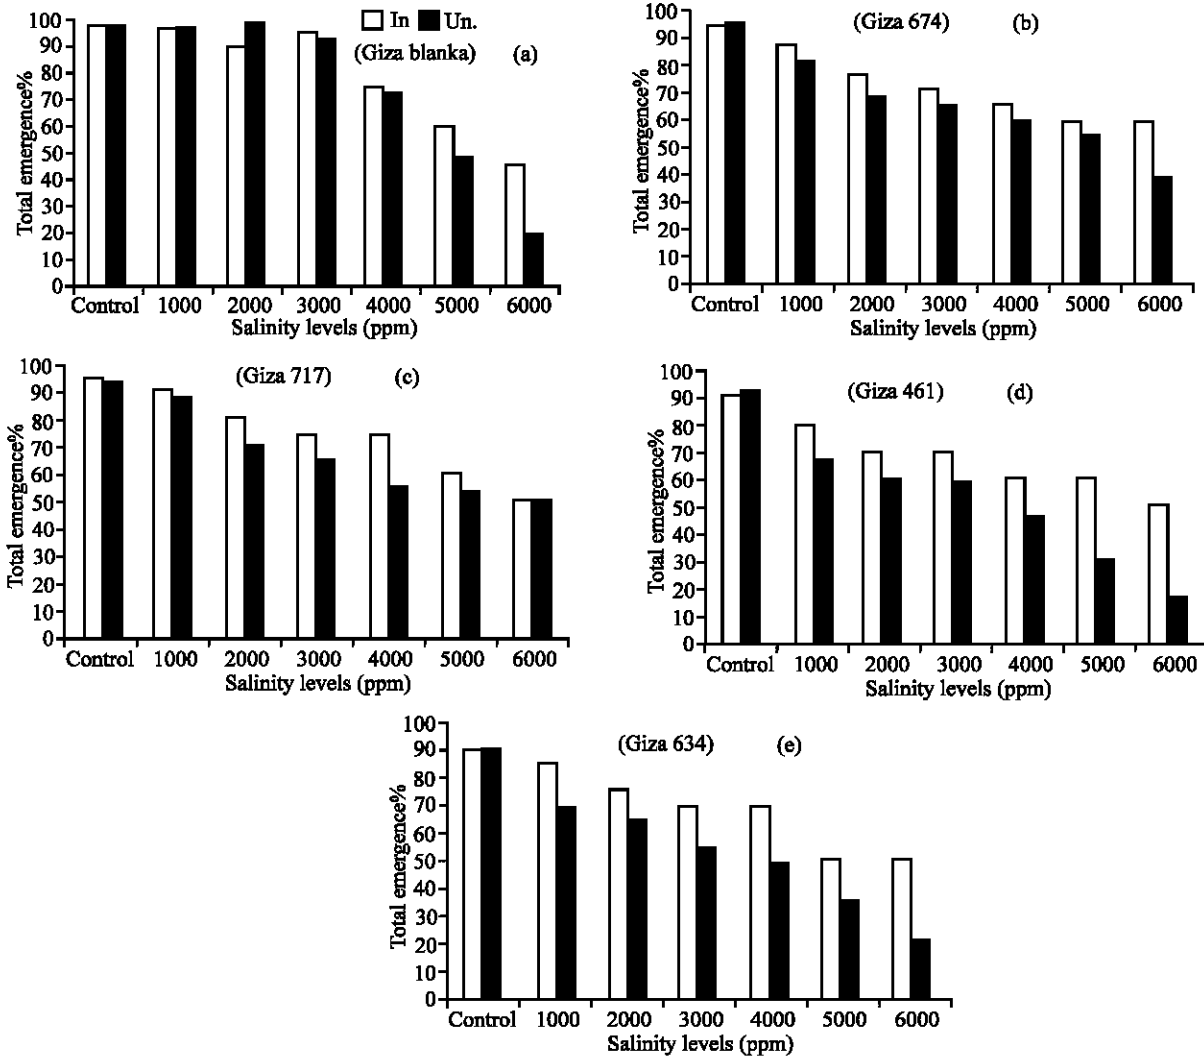 In Un.
(Giza blanka) (a)
Total emergence%
100
90
80
70
60
50
40
30
20
10
0
Control 1000 2000 3000 4000 5000 6000
Salinity levels (ppm)
(Giza 674) (b)
Total emergence%
100
90
80
70
60
50
40
30
20
10
0
Control 1000 2000 3000 4000 5000 6000
Salinity levels (ppm)
(Giza 717) (c)
Total emergence%
100
90
80
70
60
50
40
30
20
10
0
Control 1000 2000 3000 4000 5000 6000
Salinity levels (ppm)
(Giza 461) (d)
Total emergence%
100
90
80
70
60
50
40
30
20
10
0
Control 1000 2000 3000 4000 5000 6000
Salinity levels (ppm)
(Giza 634) (e)
Total emergence%
100
90
80
70
60
50
40
30
20
10
0
Control 1000 2000 3000 4000 5000 6000
Salinity levels (ppm)